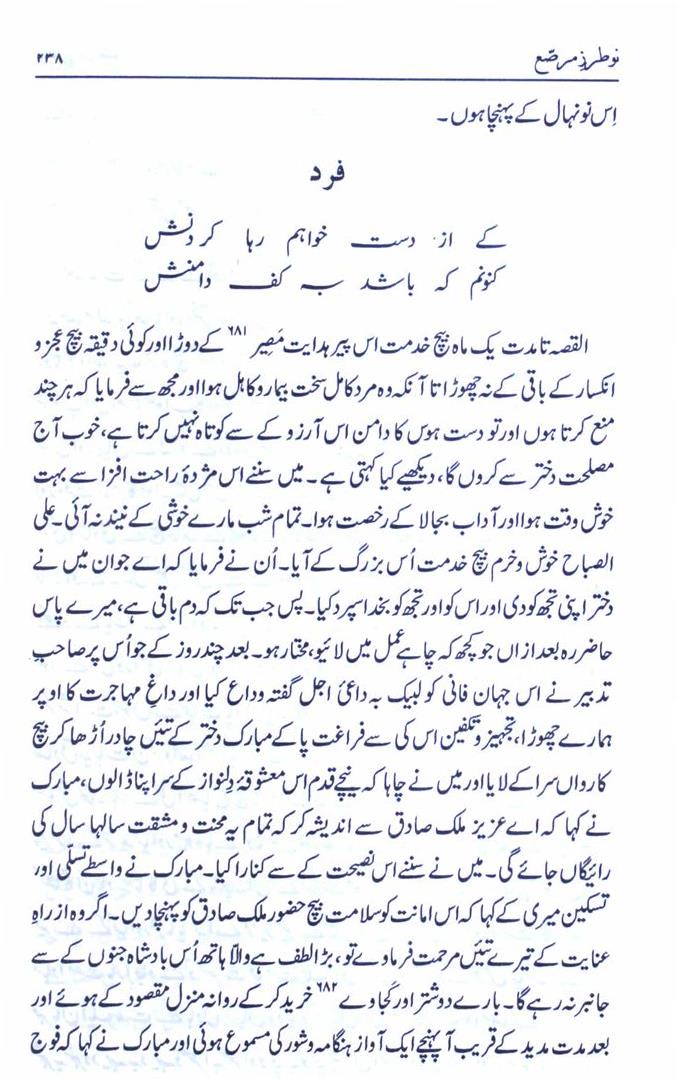 نو طرزِ مرصّع ۲۳۸
اِس نونہال کے پہنچا ہوں۔
فرد
کے از دست خواہم رہا کردنش
کنونم کہ باشد بہ کف دامنش
القصہ تا مدت یک ماہ بیچ خدمت اس پیر ہدایت مَصِیر ۶۸۱ کے دوڑا اور کوئی دقیقہ بیچ عجز و
انکسار کے باقی کے نہ چھوڑا تا آنکہ وہ مرد کامل سخت بیمار و کاہل ہوا اور مجھ سے فرمایا کہ ہر چند
منع کرتا ہوں اور تو دست ہوس کا دامن اس آرزو کے سے کوتاہ نہیں کرتا ہے، خوب آج
مصلحت دختر سے کروں گا، دیکھیے کیا کہتی ہے۔ میں سننے اس مژدۂ راحت افزا سے بہت
خوش وقت ہوا اور آداب بجا لا کے رخصت ہوا۔ تمام شب مارے خوشی کے نیند نہ آئی۔ علی
الصباح خوش و خرم بیچ خدمت اُس بزرگ کے آیا۔ اُن نے فرمایا کہ اے جوان میں نے
دختر اپنی تجھ کو دی اور اس کو اور تجھ کو بخدا سپرد کیا۔ پس جب تک کہ دم باقی ہے، میرے پاس
حاضر رہ بعد ازاں جو کچھ کہ چاہے عمل میں لائیو، مختار ہو۔ بعد چند روز کے جو اُس پر صاحبِ
تدبیر نے اس جہان فانی کو لبیک بہ داعیِٔ اجل گفتہ وداع کیا اور داغِ مہاجرت کا اوپر
ہمارے چھوڑا، تجہیز و تکفین اس کی سے فراغت پا کے مبارک دختر کے تئیں چادر اُڑھا کر بیچ
کارواں سرا کے لایا اور میں نے چاہا کہ نیچے قدم اس معشوقۂ دِلنواز کے سر اپنا ڈالوں، مبارک
نے کہا کہ اے عزیز ملک صادق سے اندیشہ کر کہ تمام یہ محنت و مشقت سالہا سال کی
رائیگاں جائے گی۔ میں نے سننے اس نصیحت کے سے کنارا کیا۔ مبارک نے واسطے تسلّی اور
تسکین میری کے کہا کہ اس امانت کو سلامت بیچ حضور ملک صادق کو پہنچا دیں۔ اگر وہ از راہِ
عنایت کے تیرے تئیں مرحمت فرماوے تو، بڑا لطف ہے والّا ہاتھ اُس بادشاہ جنوں کے سے
جانبر نہ رہے گا۔ بارے دو شتر اور کجاوے ۶۸۲ خرید کر کے روانہ منزل مقصود کے ہوئے اور
بعد مدت مدید کے قریب آ پہنچے ایک آواز ہنگامہ و شور کی مسموع ہوئی اور مبارک نے کہا کہ فوج